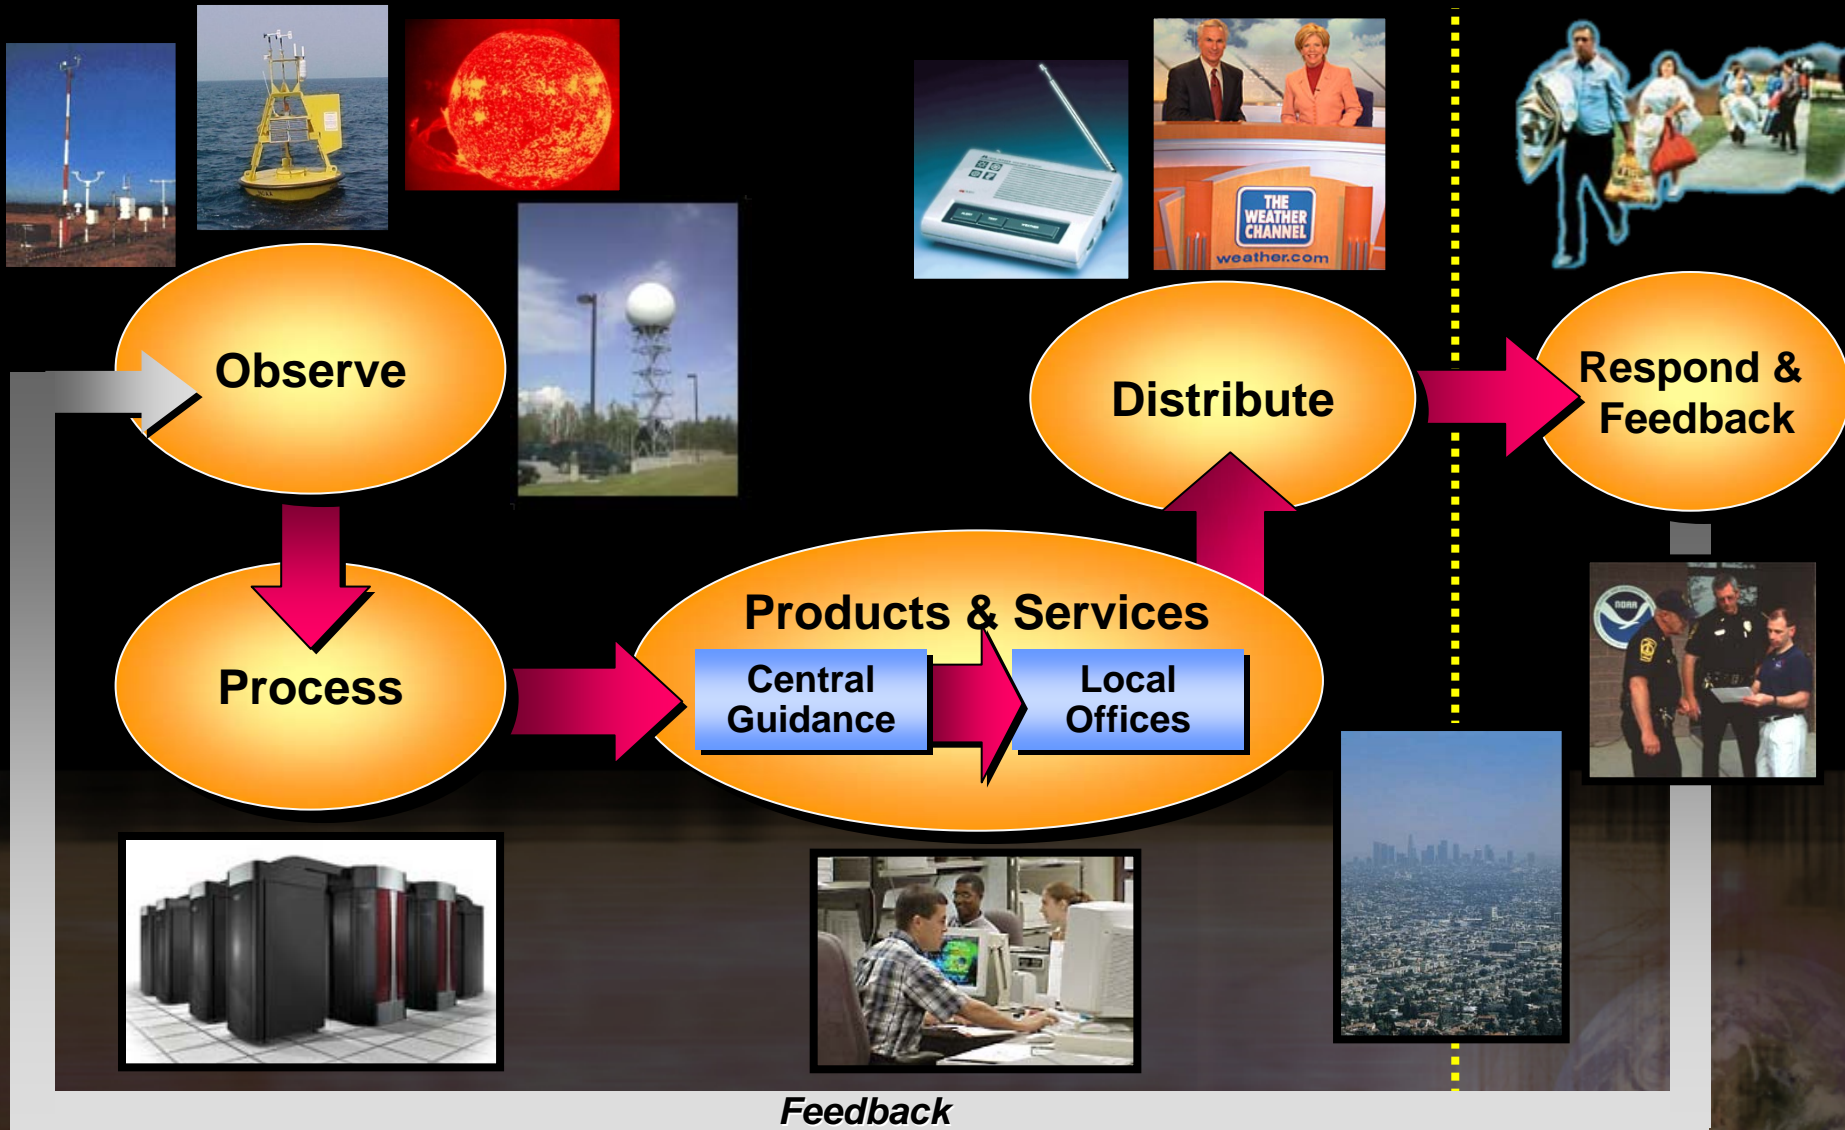 THE
WEATHER
CHANNEL
weather.com
Observe
Distribute
Respond &
Feedback
NOAA
Products & Services
Process
Central
Guidance
Local
Offices
Feedback